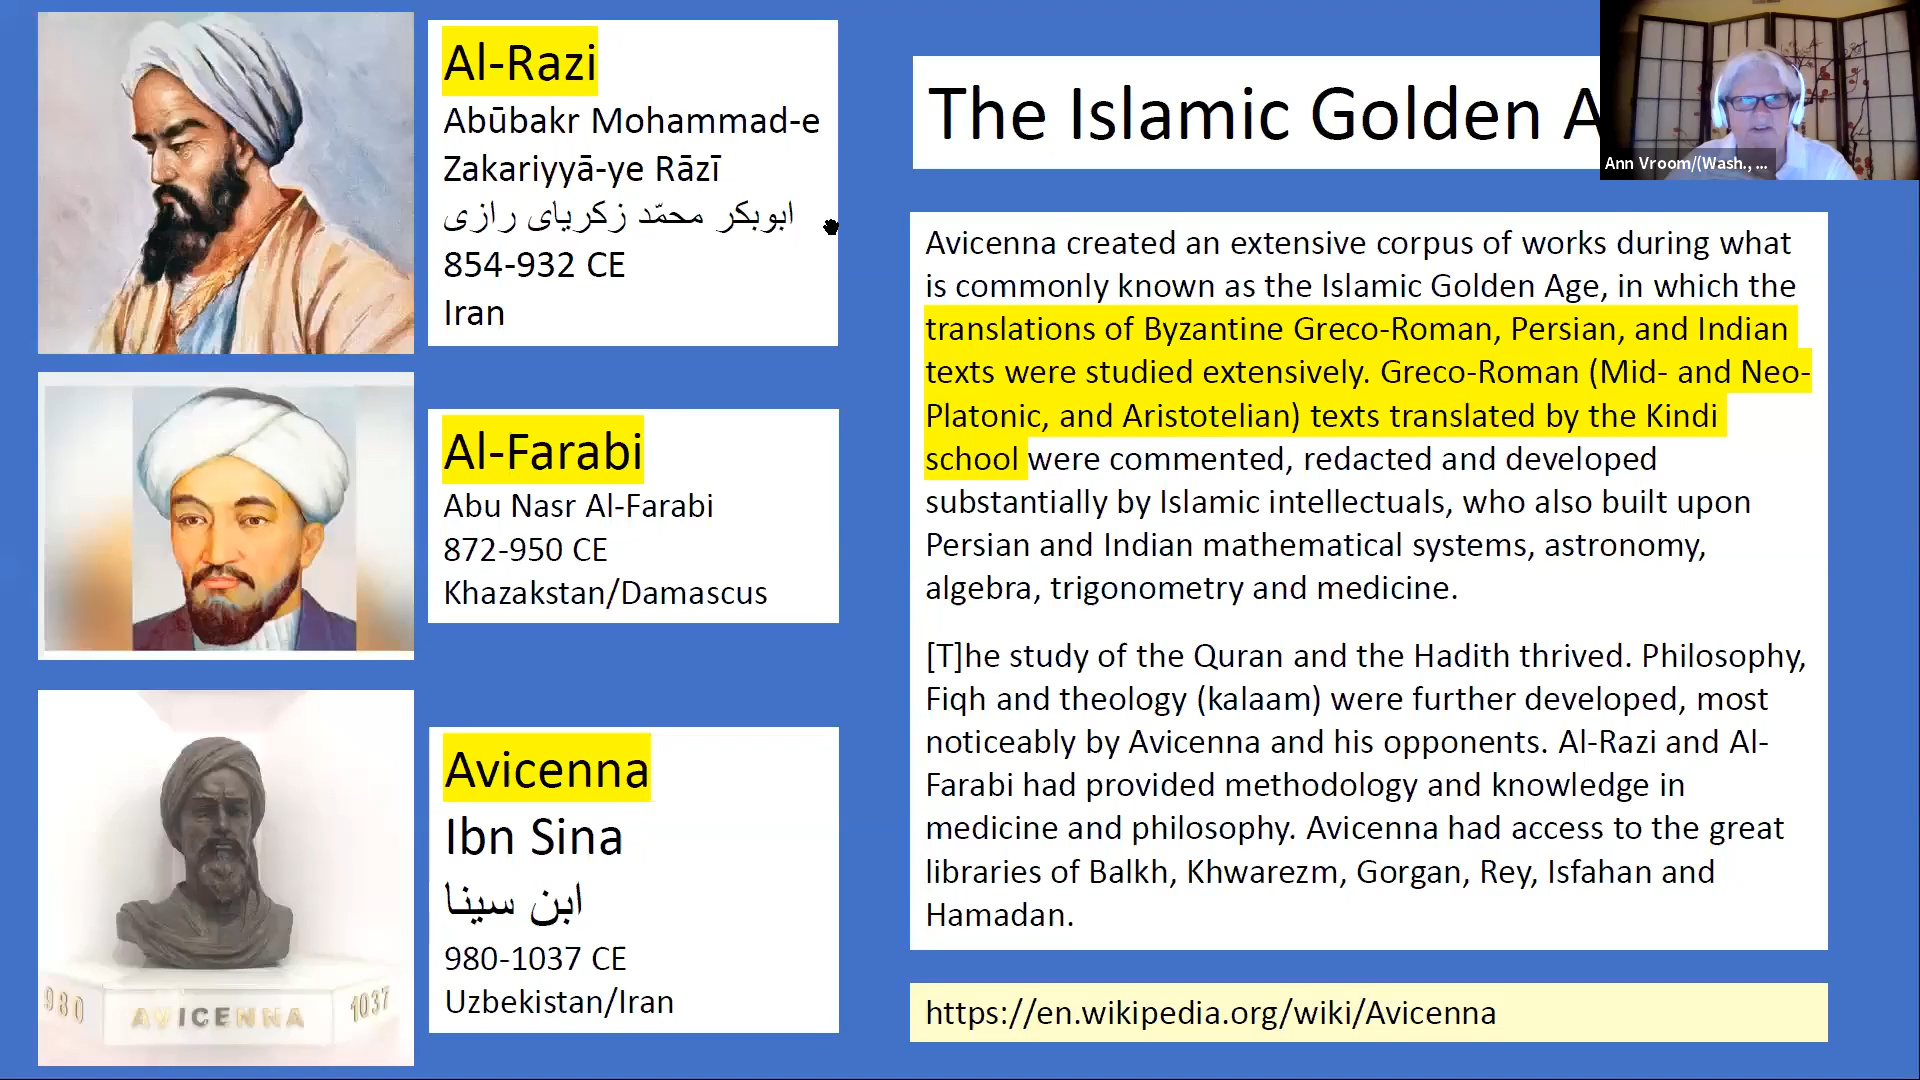 Al-Razi
Abūbakr Mohammad-e
Zakariyyā-ye Rāzī
ابوبکر محمّد زکریای رازی
854-932 CE
Iran
Al-Farabi
Abu Nasr Al-Farabi
872-950 CE
Khazakstan/Damascus
Avicenna
Ibn Sina
ابن سینا
980-1037 CE
Uzbekistan/Iran
980 AVICENNA 1037
The Islamic Golden A
Ann Vroom/(Wash., ...
Avicenna created an extensive corpus of works during what
is commonly known as the Islamic Golden Age, in which the
translations of Byzantine Greco-Roman, Persian, and Indian
texts were studied extensively. Greco-Roman (Mid- and Neo-
Platonic, and Aristotelian) texts translated by the Kindi
school were commented, redacted and developed
substantially by Islamic intellectuals, who also built upon
Persian and Indian mathematical systems, astronomy,
algebra, trigonometry and medicine.
[T]he study of the Quran and the Hadith thrived. Philosophy,
Fiqh and theology (kalaam) were further developed, most
noticeably by Avicenna and his opponents. Al-Razi and Al-
Farabi had provided methodology and knowledge in
medicine and philosophy. Avicenna had access to the great
libraries of Balkh, Khwarezm, Gorgan, Rey, Isfahan and
Hamadan.
https://en.wikipedia.org/wiki/Avicenna